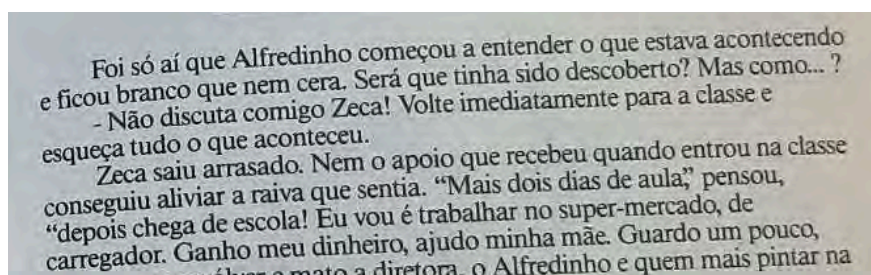 Foi só aí que Alfredinho começou a entender o que estava acontecendo
e ficou branco que nem cera. Será que tinha sido descoberto? Mas como... ?
- Não discuta comigo Zeca! Volte imediatamente para a classe e
esqueça tudo o que aconteceu.
Zeca saiu arrasado. Nem o apoio que recebeu quando entrou na classe
conseguiu aliviar a raiva que sentia. “Mais dois dias de aula”, pensou,
“depois chega de escola! Eu vou é trabalhar no super-mercado, de
carregador. Ganho meu dinheiro, ajudo minha mãe. Guardo um pouco,
mato a diretora, o Alfredinho e quem mais pintar na